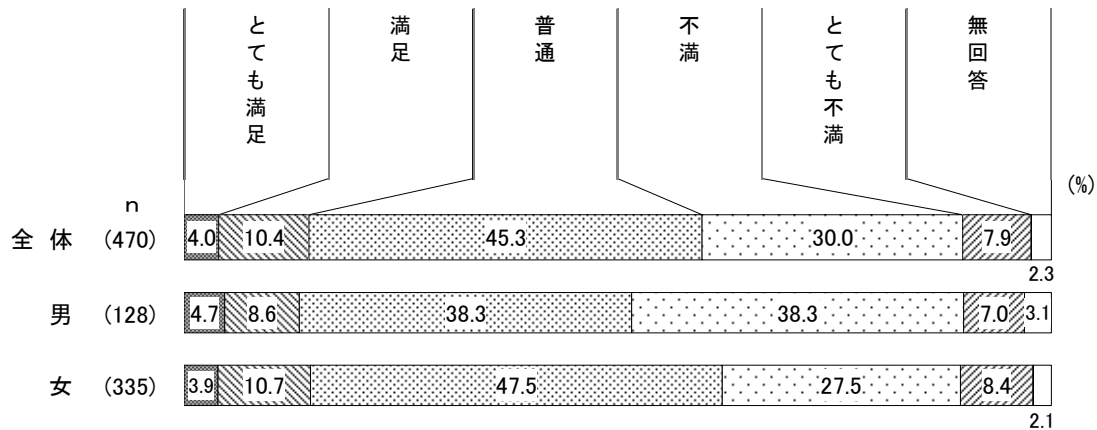 とても満足
満足
普通
不満
とても不満
無回答
(%)
n
全体 (470) 4.0 10.4 45.3 30.0 7.9 2.3
男 (128) 4.7 8.6 38.3 38.3 7.0 3.1
女 (335) 3.9 10.7 47.5 27.5 8.4 2.1